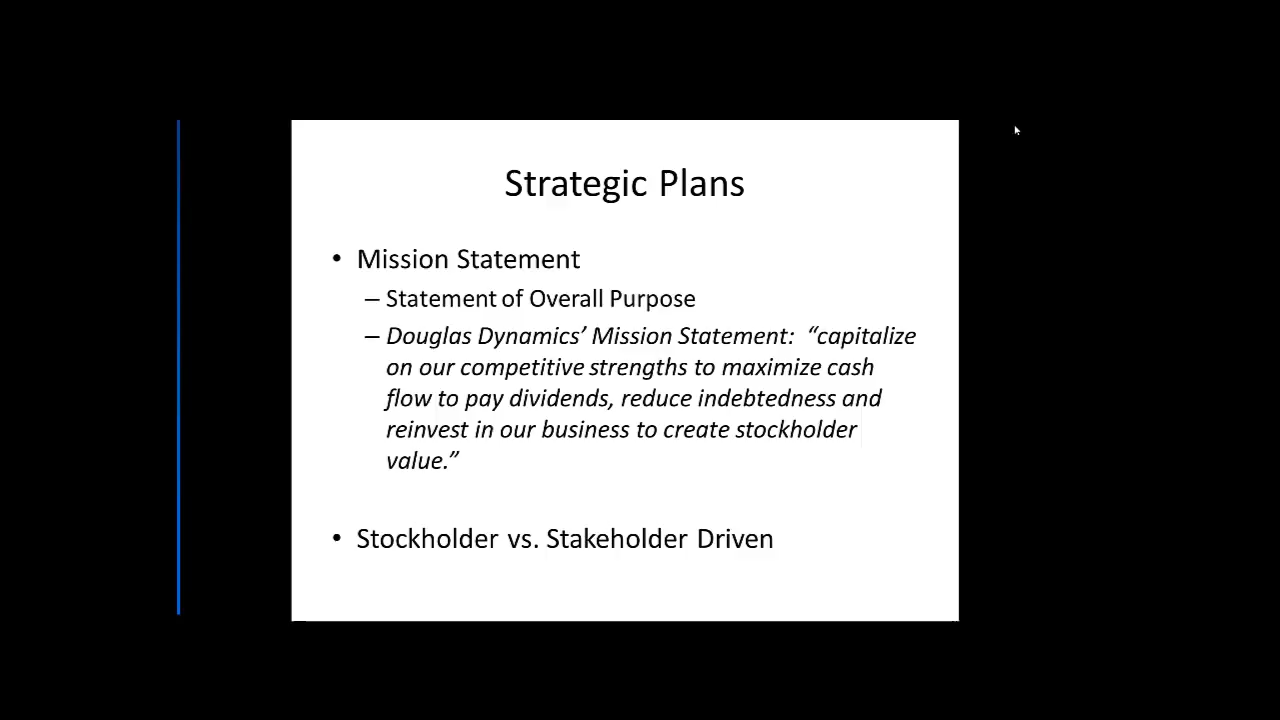 Strategic Plans
• Mission Statement
– Statement of Overall Purpose
– Douglas Dynamics’ Mission Statement: “capitalize
on our competitive strengths to maximize cash
flow to pay dividends, reduce indebtedness and
reinvest in our business to create stockholder
value.”
• Stockholder vs. Stakeholder Driven